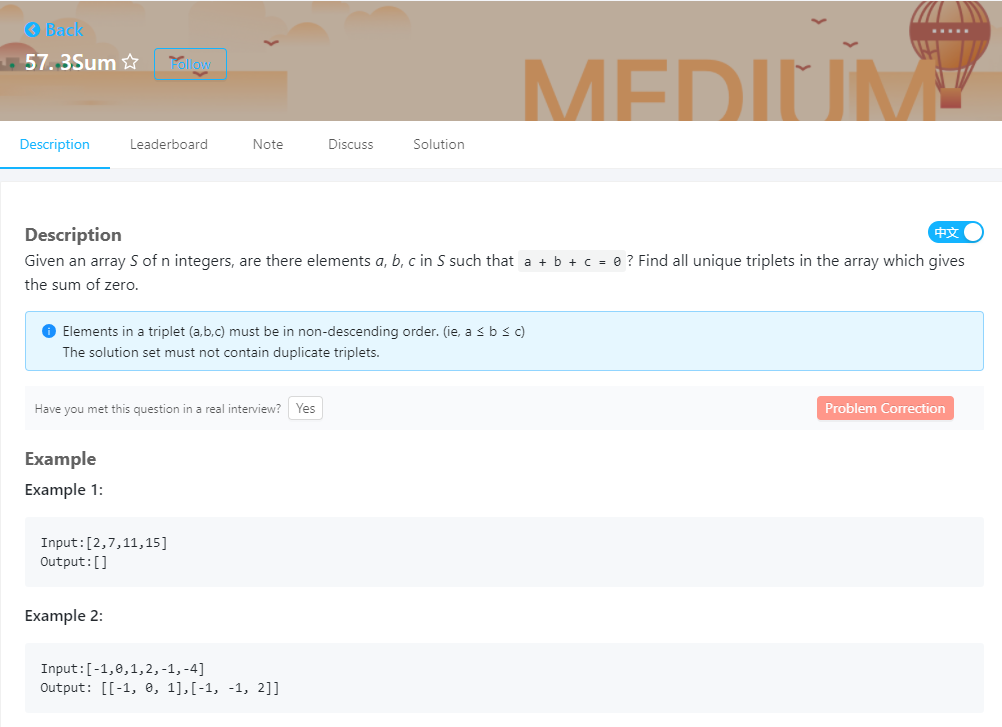 Back
57. 3Sum
Follow
MEDIUM
Description Leaderboard Note Discuss Solution
Description
中文
Given an array S of n integers, are there elements a, b, c in S such that a + b + c = 0 ? Find all unique triplets in the array which gives
the sum of zero.
Elements in a triplet (a,b,c) must be in non-descending order. (ie, a ≤ b ≤ c)
The solution set must not contain duplicate triplets.
Have you met this question in a real interview? Yes
Problem Correction
Example
Example 1:
Input:[2,7,11,15]
Output:[]
Example 2:
Input:[-1,0,1,2,-1,-4]
Output: [[-1, 0, 1],[-1, -1, 2]]